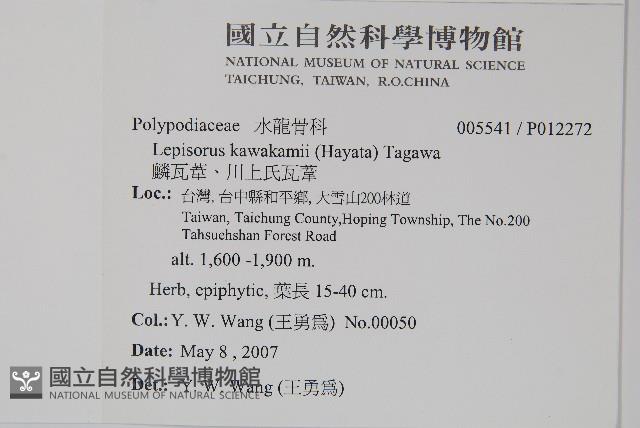 國立自然科學博物館
NATIONAL MUSEUM OF NATURAL SCIENCE
TAICHUNG, TAIWAN, R.O.CHINA
Polypodiaceae 水龍骨科 005541 / P012272
Lepisorus kawakamii (Hayata) Tagawa
鱗瓦葦、川上氏瓦葦
Loc.: 台灣, 台中縣和平鄉, 大雪山200林道
Taiwan, Taichung County,Hoping Township, The No.200
Tahsuehshan Forest Road
alt. 1,600 -1,900 m.
Herb, epiphytic, 葉長 15-40 cm.
Col.: Y. W. Wang (王勇爲) No.00050
Date: May 8 , 2007
Det.: Y. W. Wang (王勇爲)
國立自然科學博物館
NATIONAL MUSEUM OF NATURAL SCIENCE